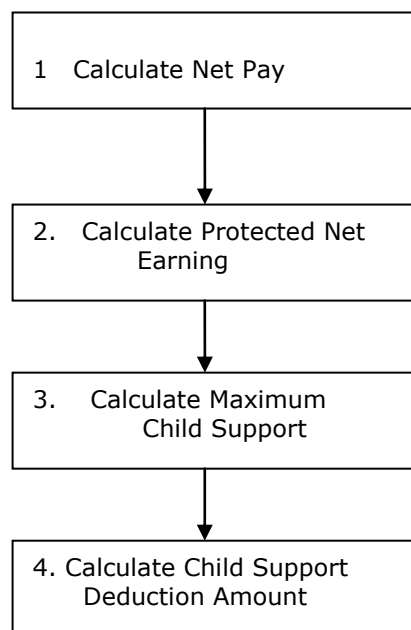 1 Calculate Net Pay
2. Calculate Protected Net
Earning
3. Calculate Maximum
Child Support
4. Calculate Child Support
Deduction Amount